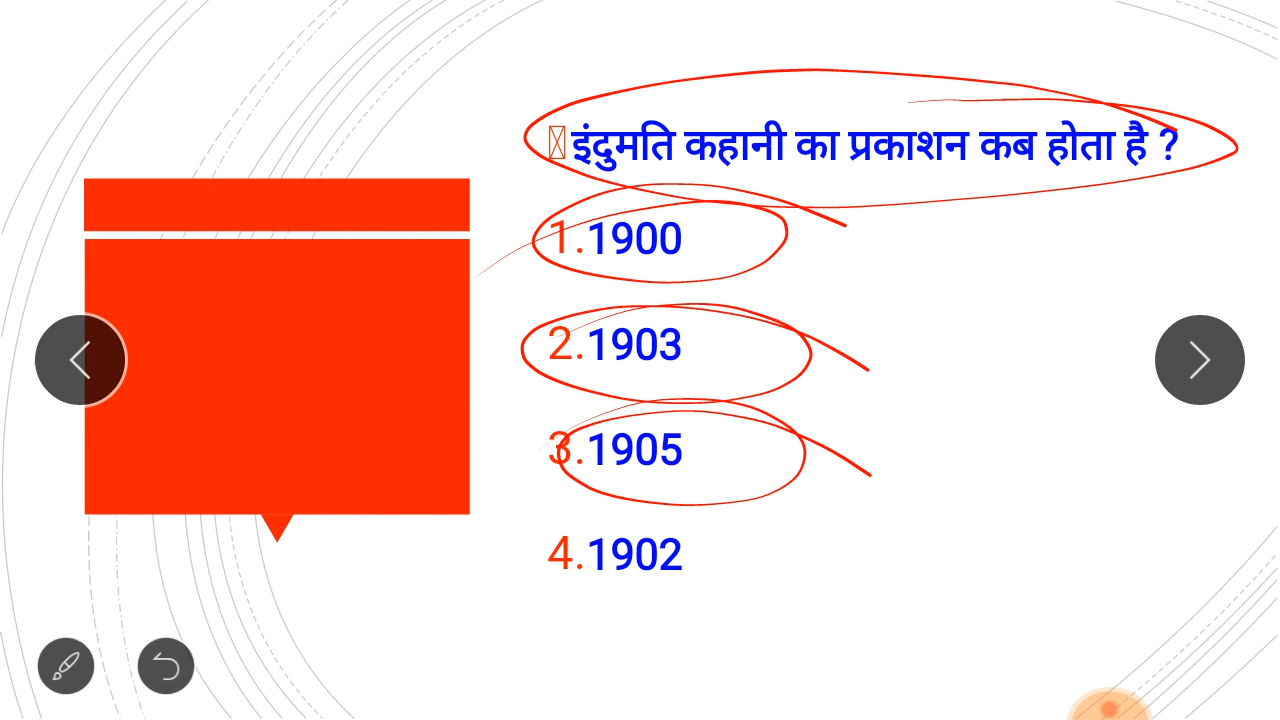 इंदुमति कहानी का प्रकाशन कब होता है ?
1.1900
2.1903
3.1905
4.1902